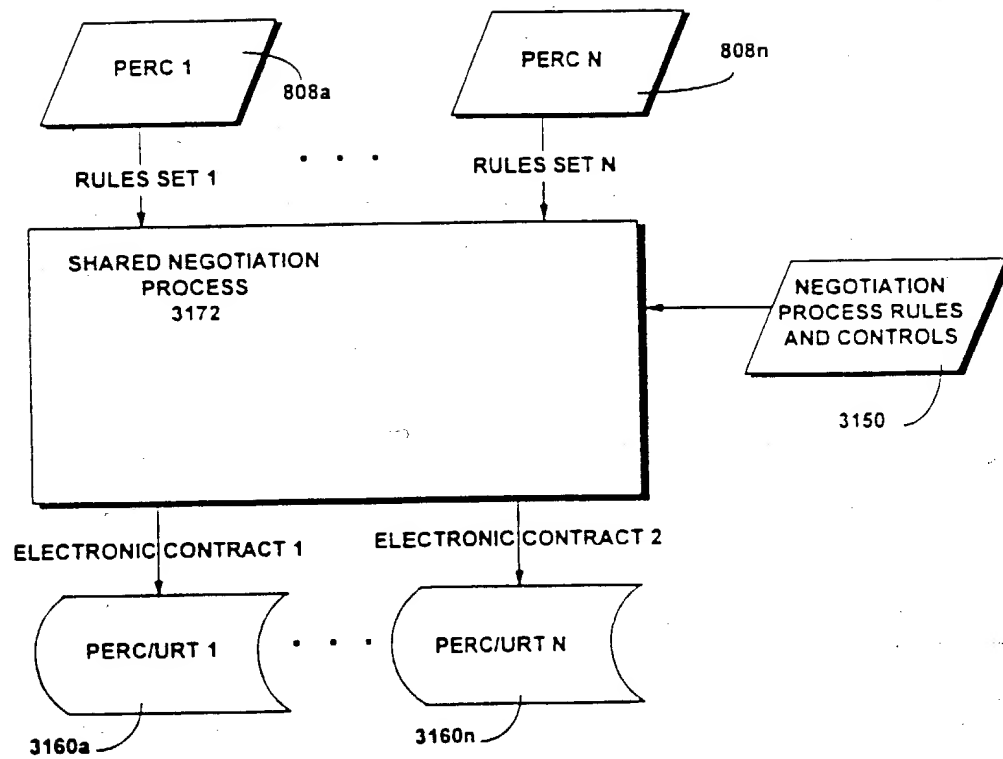 PERC 1
808a
PERC N
808n
RULES SET 1
RULES SET N
SHARED NEGOTIATION
PROCESS
3172
NEGOTIATION
PROCESS RULES
AND CONTROLS
3150
ELECTRONIC CONTRACT 1
ELECTRONIC CONTRACT 2
PERC/URT 1
PERC/URT N
3160a
3160n